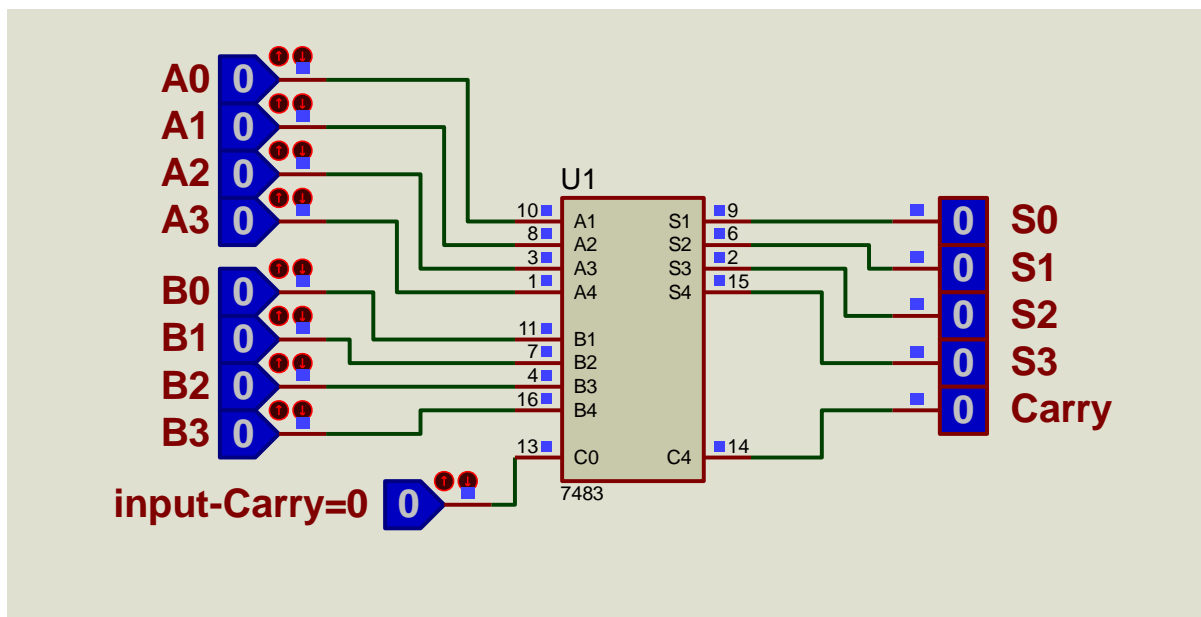 A0 0
A1 0
A2 0
A3 0
B0 0
B1 0
B2 0
B3 0
input-Carry=0 0
U1
10 A1 S1 9
8 A2 S2 6
3 A3 S3 2
1 A4 S4 15
11 B1
7 B2
4 B3
16 B4
13 C0 C4 14
7483
0 S0
0 S1
0 S2
0 S3
0 Carry